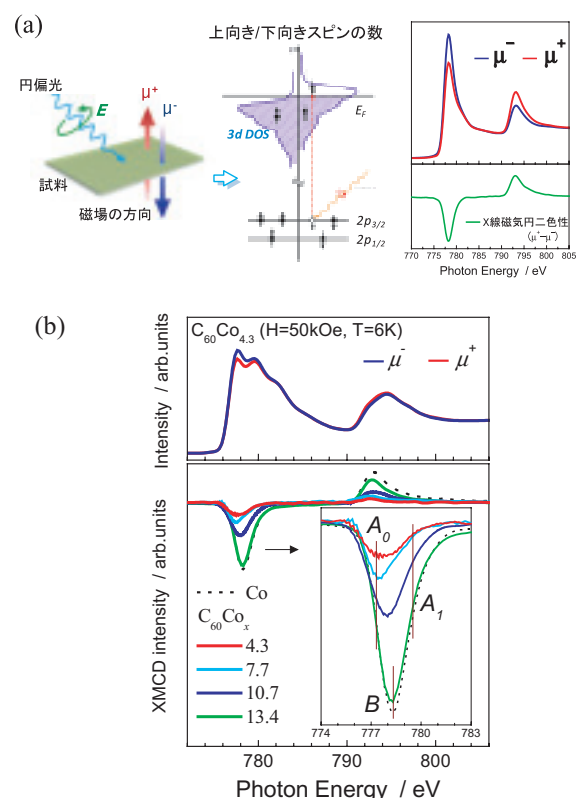 (a)
上向き/下向きスピンの数
円偏光
E
μ+
μ-
試料
磁場の方向
3d DOS
EF
2p3/2
2p1/2
μ− μ+
X線磁気円二色性
(μ+−μ−)
770 775 780 785 790 795 800 805
Photon Energy / eV
(b)
C60Co4.3 (H=50kOe, T=6K)
μ- μ+
Intensity / arb.units
XMCD intensity / arb.units
A0
A1
B
Co
C60Cox
4.3
7.7
10.7
13.4
774 777 780 783
780 790 800
Photon Energy / eV